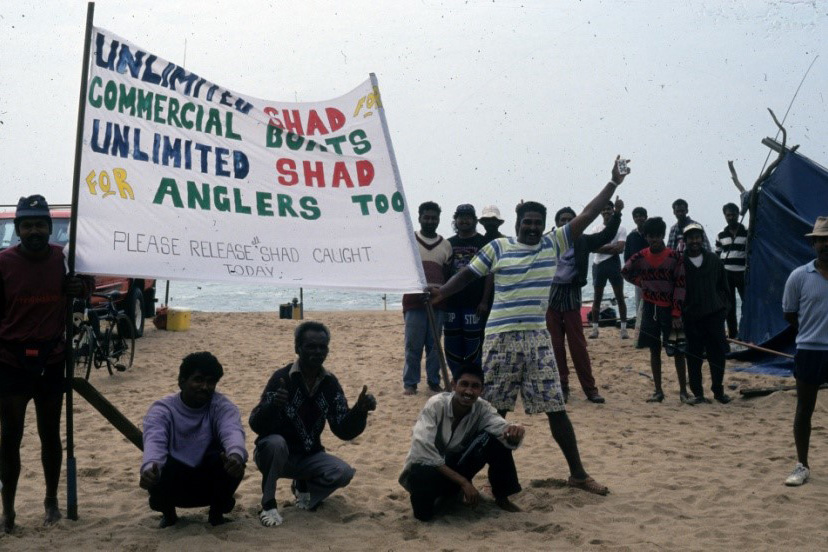 UNLIMITED SHAD FOR
COMMERCIAL BOATS
UNLIMITED SHAD
FOR ANGLERS TOO
PLEASE RELEASE SHAD CAUGHT
TODAY